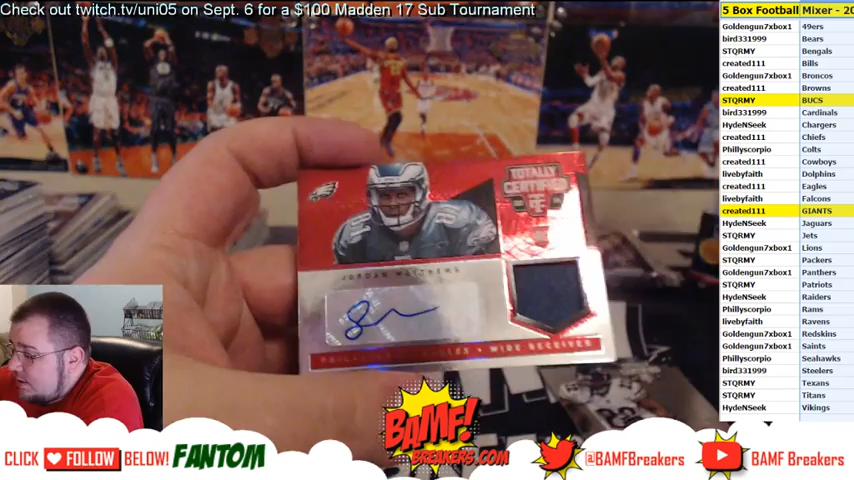 Check out twitch.tv/uni05 on Sept. 6 for a $100 Madden 17 Sub Tournament
5 Box Football Mixer - 20
Goldengun7xbox1 49ers
bird331999 Bears
STQRMY Bengals
created111 Bills
Goldengun7xbox1 Broncos
created111 Browns
STQRMY BUCS
bird331999 Cardinals
HydeNSeek Chargers
created111 Chiefs
Phillyscorpio Colts
created111 Cowboys
livebyfaith Dolphins
created111 Eagles
livebyfaith Falcons
created111 GIANTS
HydeNSeek Jaguars
STQRMY Jets
Goldengun7xbox1 Lions
STQRMY Packers
Goldengun7xbox1 Panthers
STQRMY Patriots
HydeNSeek Raiders
Phillyscorpio Rams
livebyfaith Ravens
Goldengun7xbox1 Redskins
Goldengun7xbox1 Saints
Phillyscorpio Seahawks
bird331999 Steelers
STQRMY Texans
STQRMY Titans
HydeNSeek Vikings
TOTALLY
CERTIFIED
JORDAN MATTHEWS
PHILADELPHIA EAGLES • WIDE RECEIVER
CLICK FOLLOW BELOW! FANTOM
BAMF!
BREAKERS.COM
@BAMFBreakers
BAMF Breakers